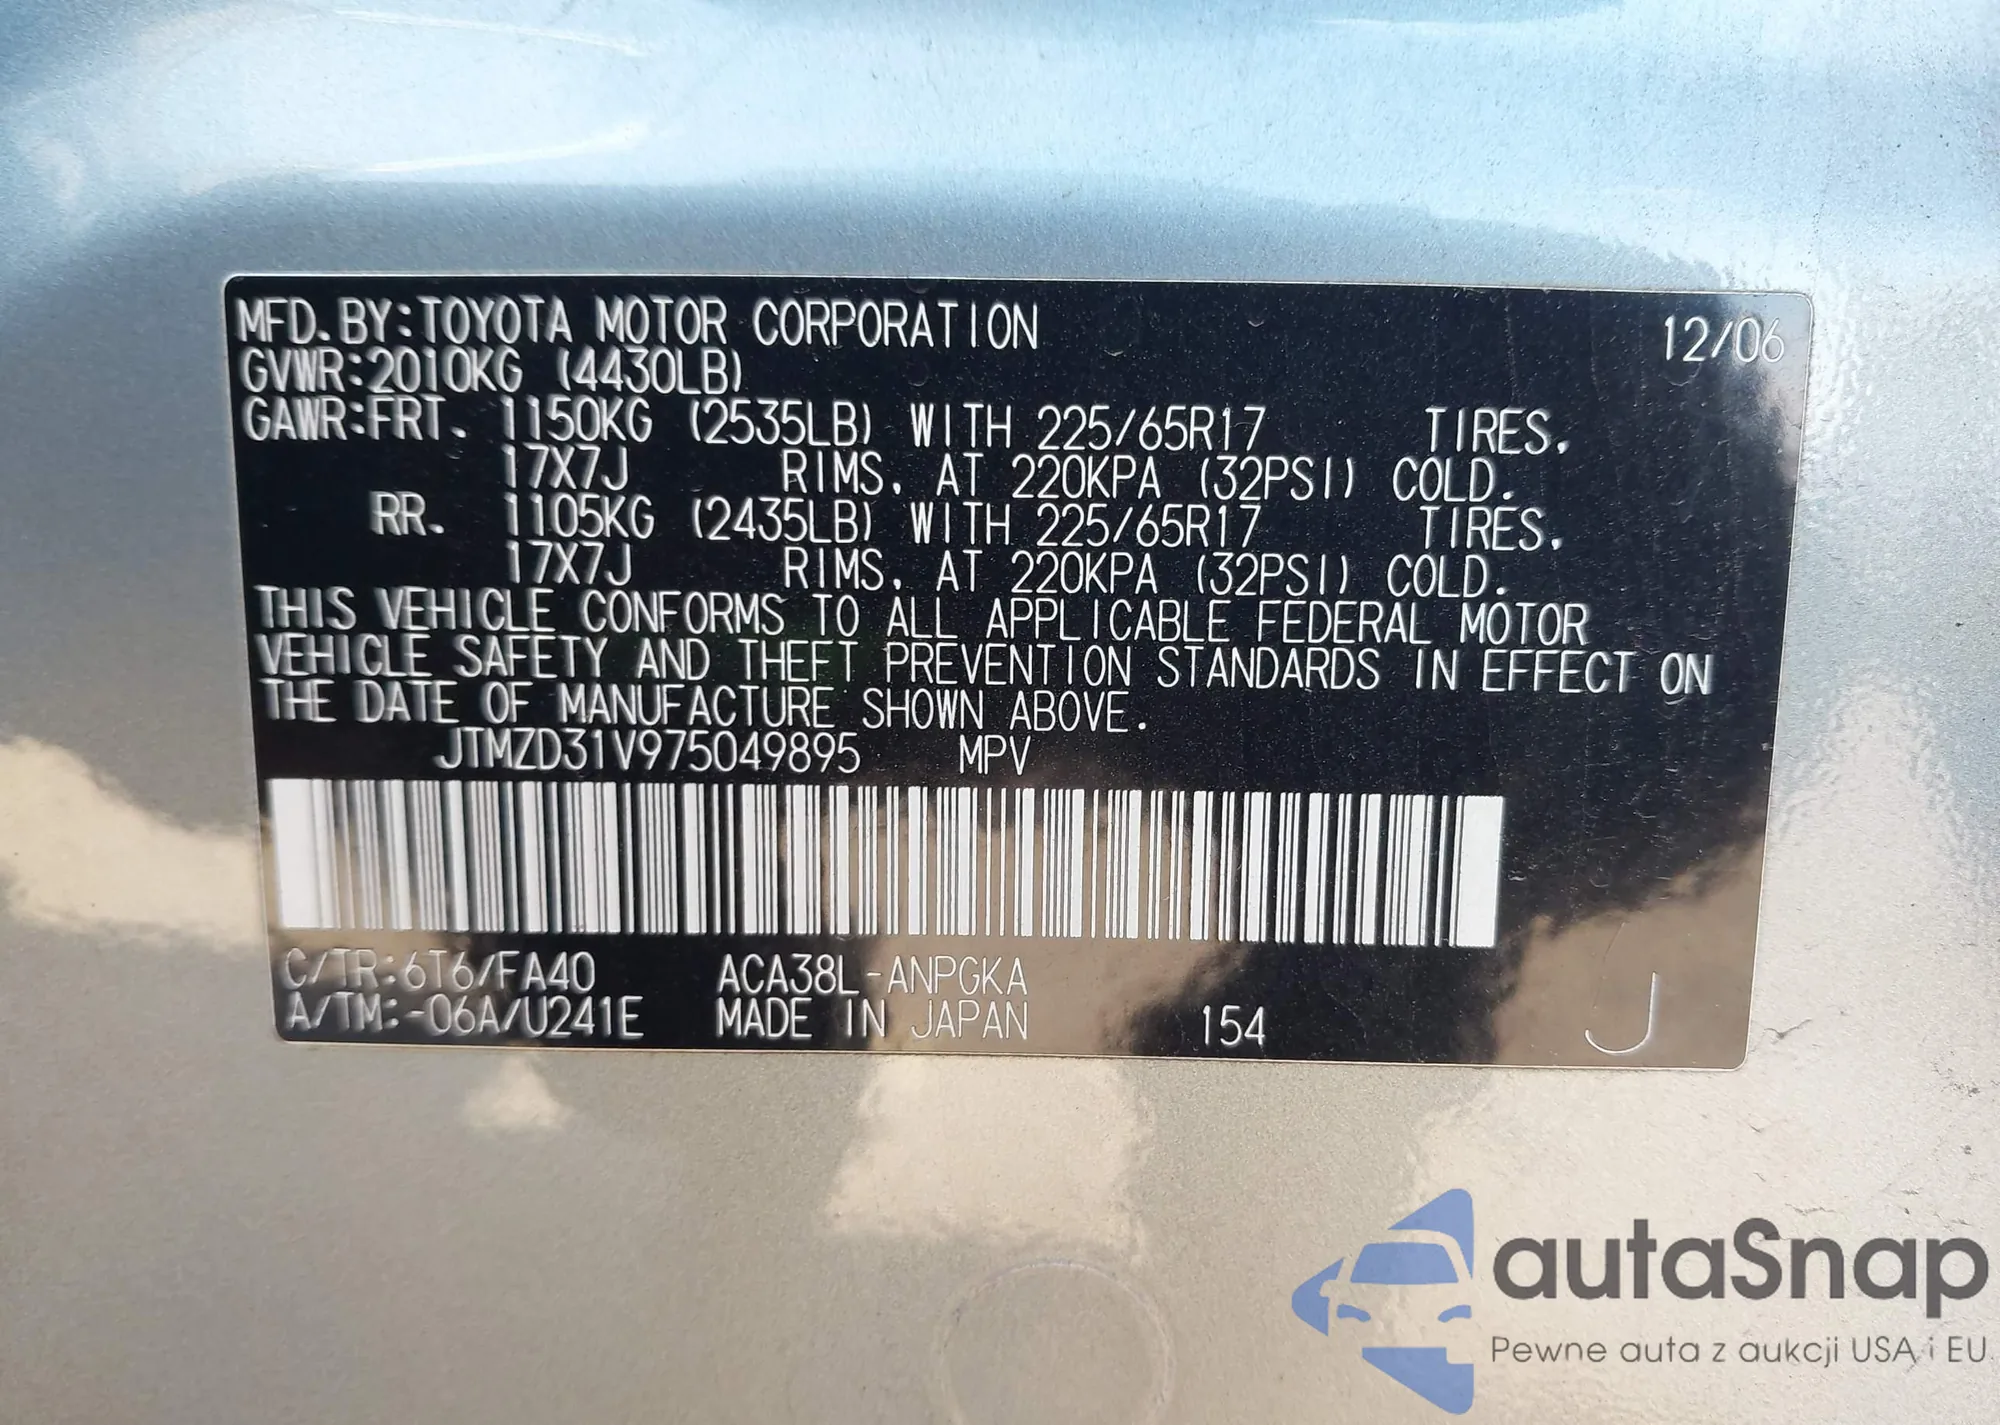 MFD.BY:TOYOTA MOTOR CORPORATION 12/06
GVWR:2010KG (4430LB)
GAWR:FRT. 1150KG (2535LB) WITH 225/65R17 TIRES,
17X7J RIMS, AT 220KPA (32PSI) COLD.
RR. 1105KG (2435LB) WITH 225/65R17 TIRES,
17X7J RIMS, AT 220KPA (32PSI) COLD.
THIS VEHICLE CONFORMS TO ALL APPLICABLE FEDERAL MOTOR
VEHICLE SAFETY AND THEFT PREVENTION STANDARDS IN EFFECT ON
THE DATE OF MANUFACTURE SHOWN ABOVE.
JTMZD31V975049895 MPV
C/TR:6T6/FA40 ACA38L-ANPGKA
A/TM:-06A/U241E MADE IN JAPAN 154 J
autaSnap
Pewne auta z aukcji USA i EU